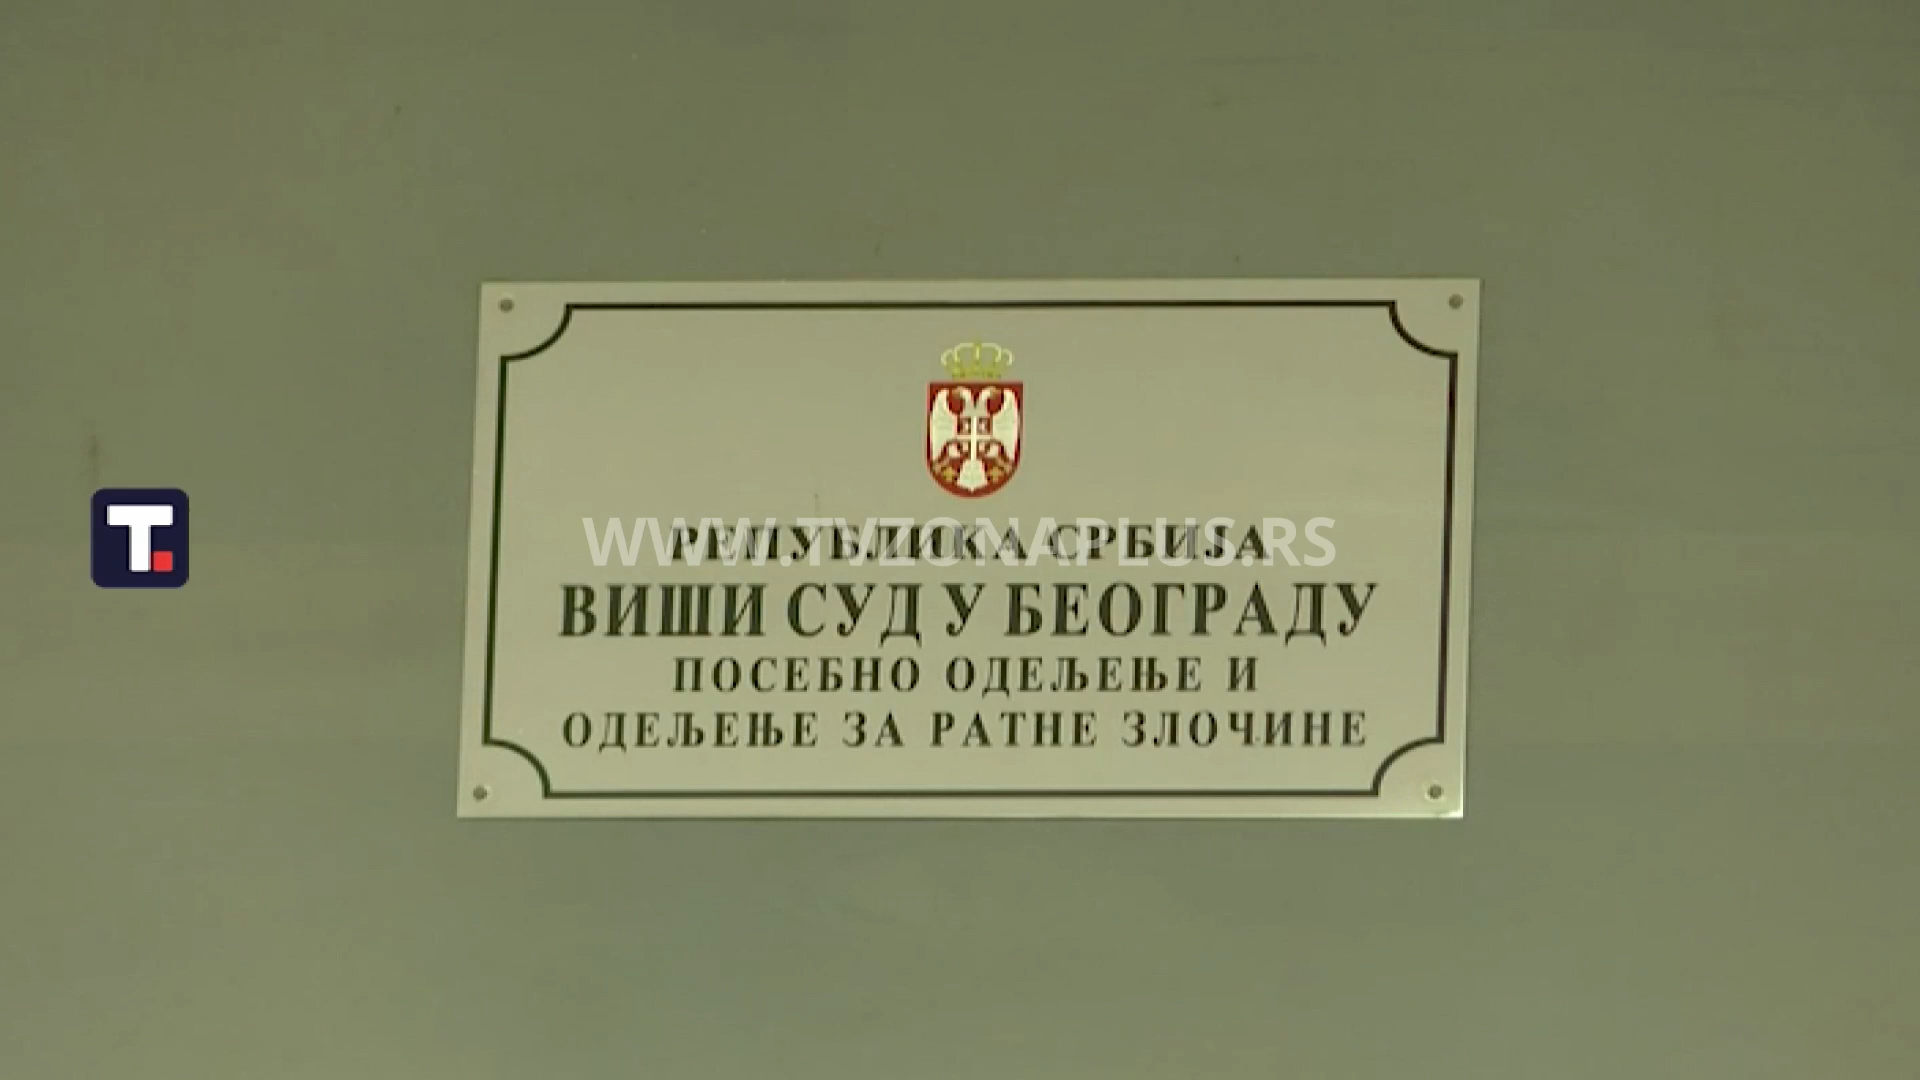 РЕПУБЛИКА СРБИЈА
WWW.TVZONAPLUS.RS
ВИШИ СУД У БЕОГРАДУ
ПОСЕБНО ОДЕЉЕЊЕ И
ОДЕЉЕЊЕ ЗА РАТНЕ ЗЛОЧИНЕ
T.